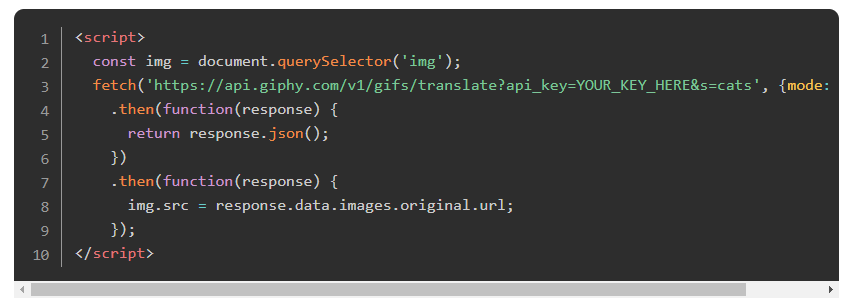 1 <script>
2 const img = document.querySelector('img');
3 fetch('https://api.giphy.com/v1/gifs/translate?api_key=YOUR_KEY_HERE&s=cats', {mode:
4 .then(function(response) {
5 return response.json();
6 })
7 .then(function(response) {
8 img.src = response.data.images.original.url;
9 });
10 </script>